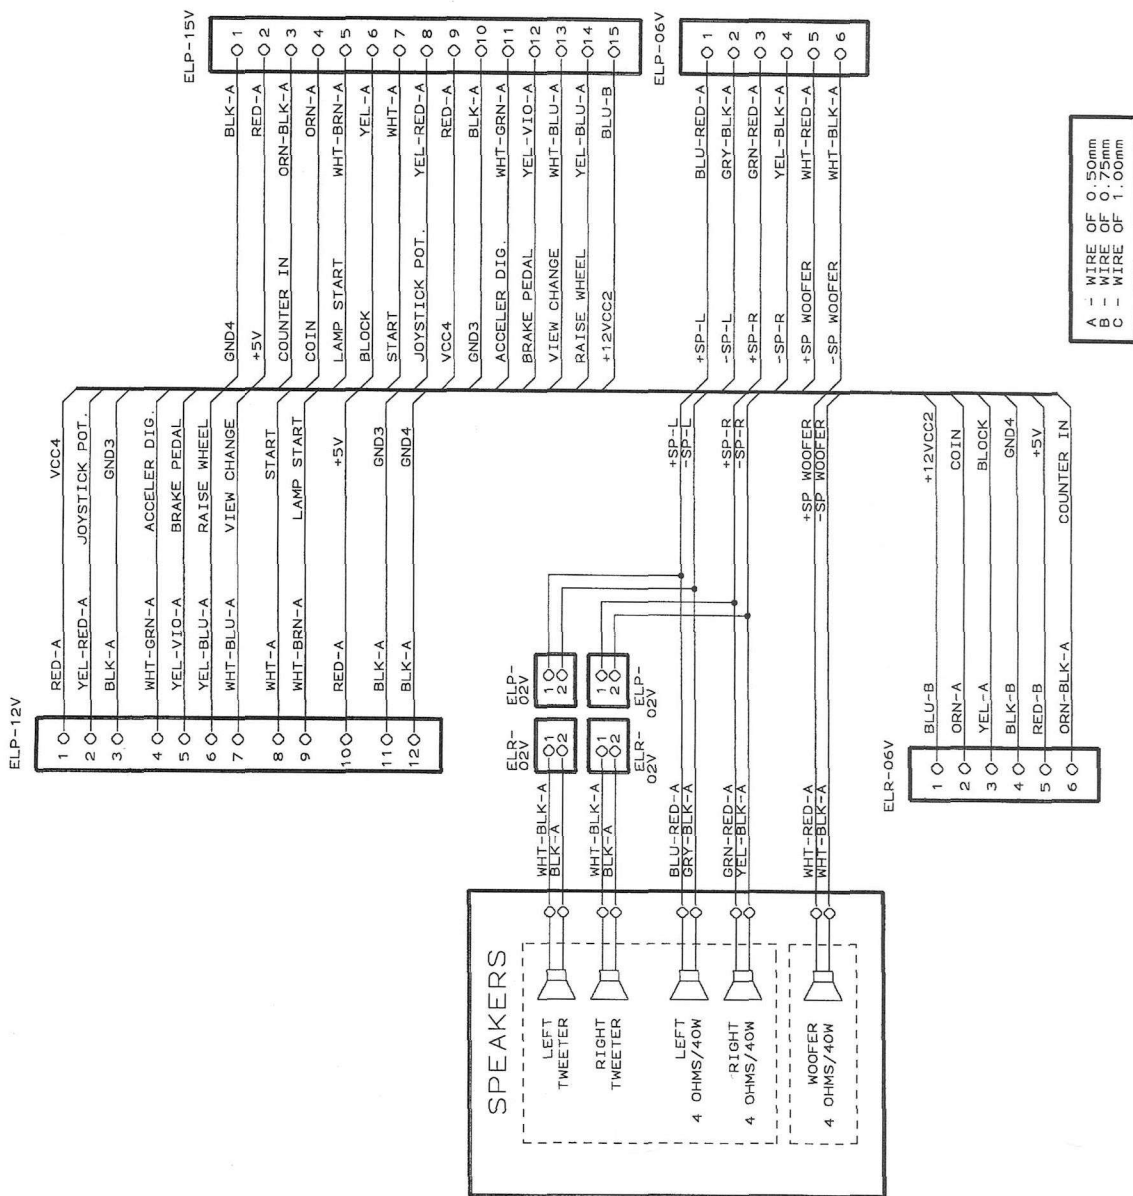 ELP-15V
1
2
3
4
5
6
7
8
9
10
11
12
13
14
15
BLK-A
RED-A
ORN-BLK-A
ORN-A
WHT-BRN-A
YEL-A
WHT-A
YEL-RED-A
RED-A
BLK-A
WHT-GRN-A
YEL-VIO-A
WHT-BLU-A
YEL-BLU-A
BLU-B
GND4
+5V
COUNTER IN
COIN
LAMP START
BLOCK
START
JOYSTICK POT.
VCC4
GND3
ACCELER DIG.
BRAKE PEDAL
VIEW CHANGE
RAISE WHEEL
+12VCC2
ELP-06V
1
2
3
4
5
6
BLU-RED-A
GRY-BLK-A
GRN-RED-A
YEL-BLK-A
WHT-RED-A
WHT-BLK-A
+SP-L
-SP-L
+SP-R
-SP-R
+SP WOOFER
-SP WOOFER
A - WIRE OF 0.50mm
B - WIRE OF 0.75mm
C - WIRE OF 1.00mm
VCC4
JOYSTICK POT.
GND3
ACCELER DIG.
BRAKE PEDAL
RAISE WHEEL
VIEW CHANGE
START
LAMP START
+5V
GND3
GND4
RED-A
YEL-RED-A
BLK-A
WHT-GRN-A
YEL-VIO-A
YEL-BLU-A
WHT-BLU-A
WHT-A
WHT-BRN-A
RED-A
BLK-A
BLK-A
ELP-12V
1
2
3
4
5
6
7
8
9
10
11
12
+SP-L
-SP-L
+SP-R
-SP-R
+SP WOOFER
-SP WOOFER
ELP-
02V
1
2
1
2
ELP-
02V
ELR-
02V
1
2
1
2
ELR-
02V
WHT-BLK-A
BLK-A
WHT-BLK-A
BLK-A
BLU-RED-A
GRY-BLK-A
GRN-RED-A
YEL-BLK-A
WHT-RED-A
WHT-BLK-A
SPEAKERS
LEFT
TWEETER
RIGHT
TWEETER
LEFT
4 OHMS/40W
RIGHT
4 OHMS/40W
WOOFER
4 OHMS/40W
+12VCC2
COIN
BLOCK
GND4
+5V
COUNTER IN
BLU-B
ORN-A
YEL-A
BLK-B
RED-B
ORN-BLK-A
ELR-06V
1
2
3
4
5
6